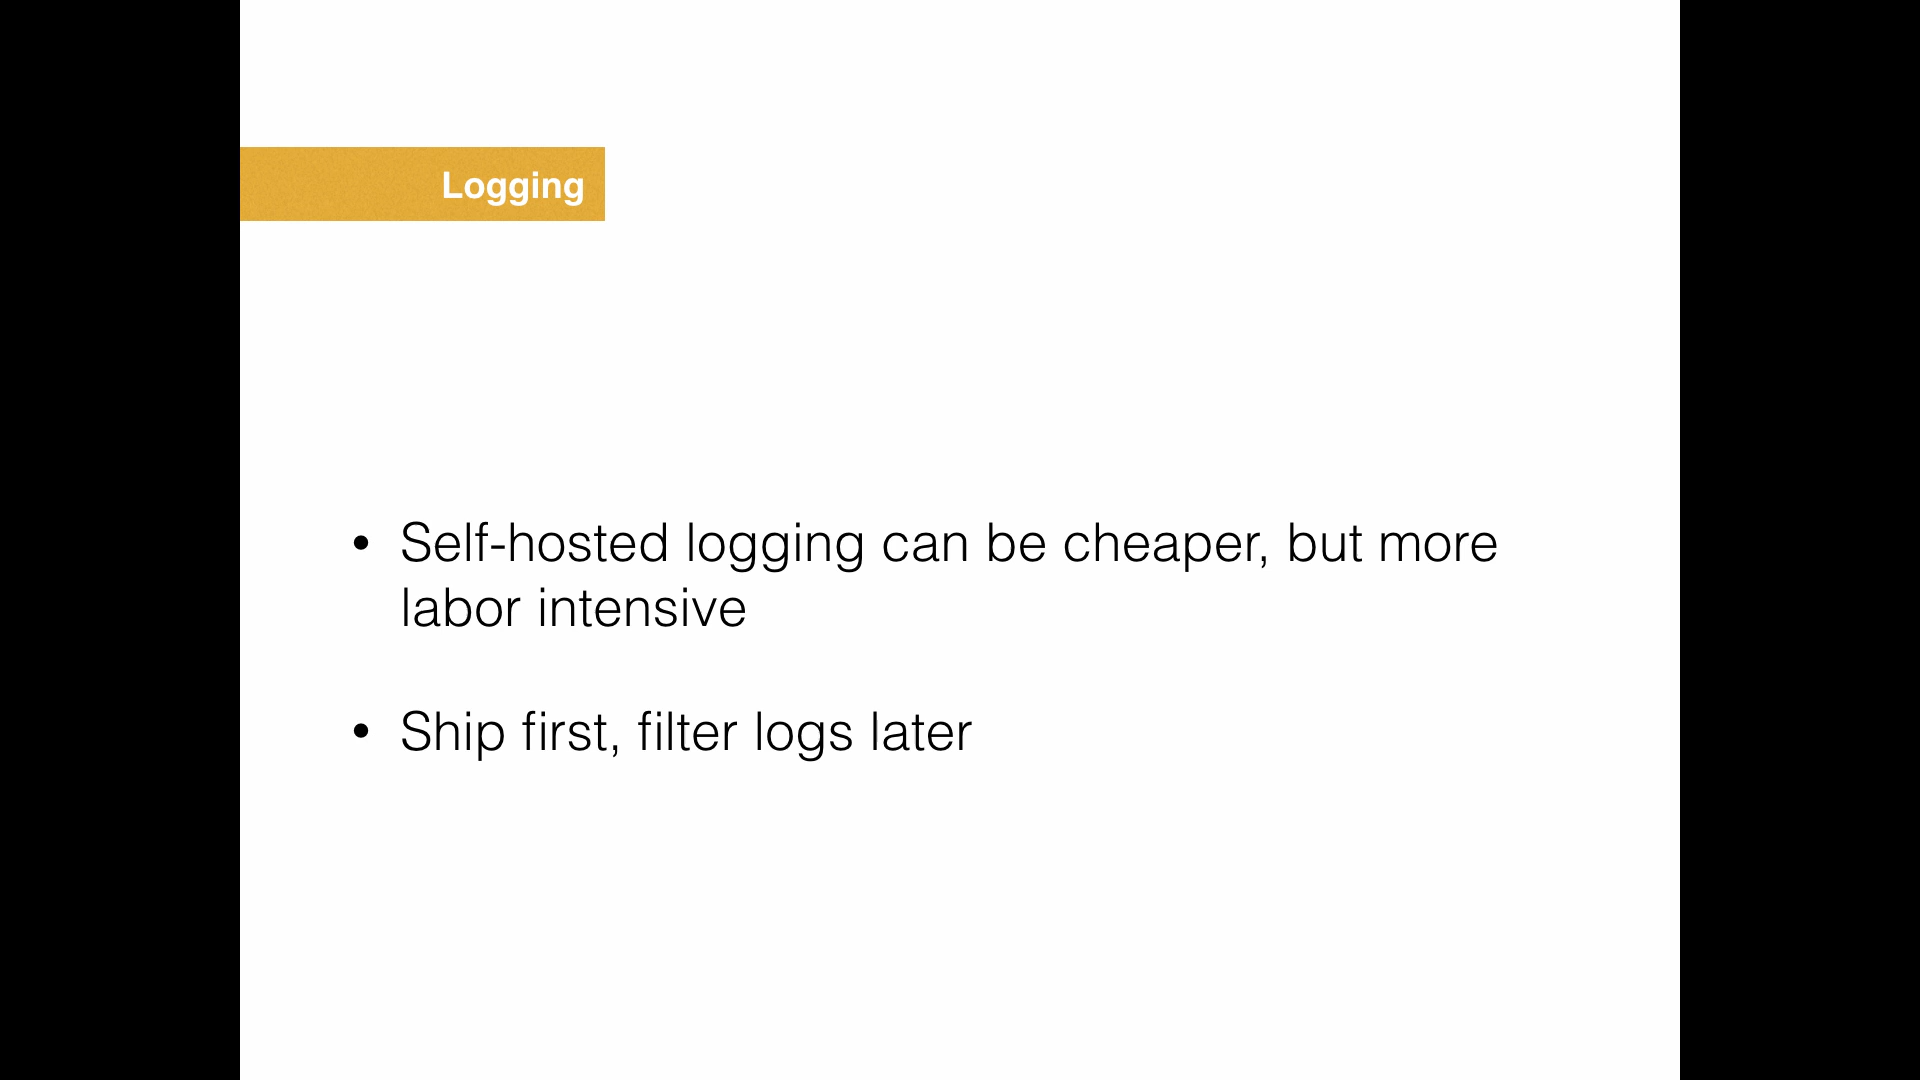 Logging
• Self-hosted logging can be cheaper, but more
labor intensive
• Ship first, filter logs later